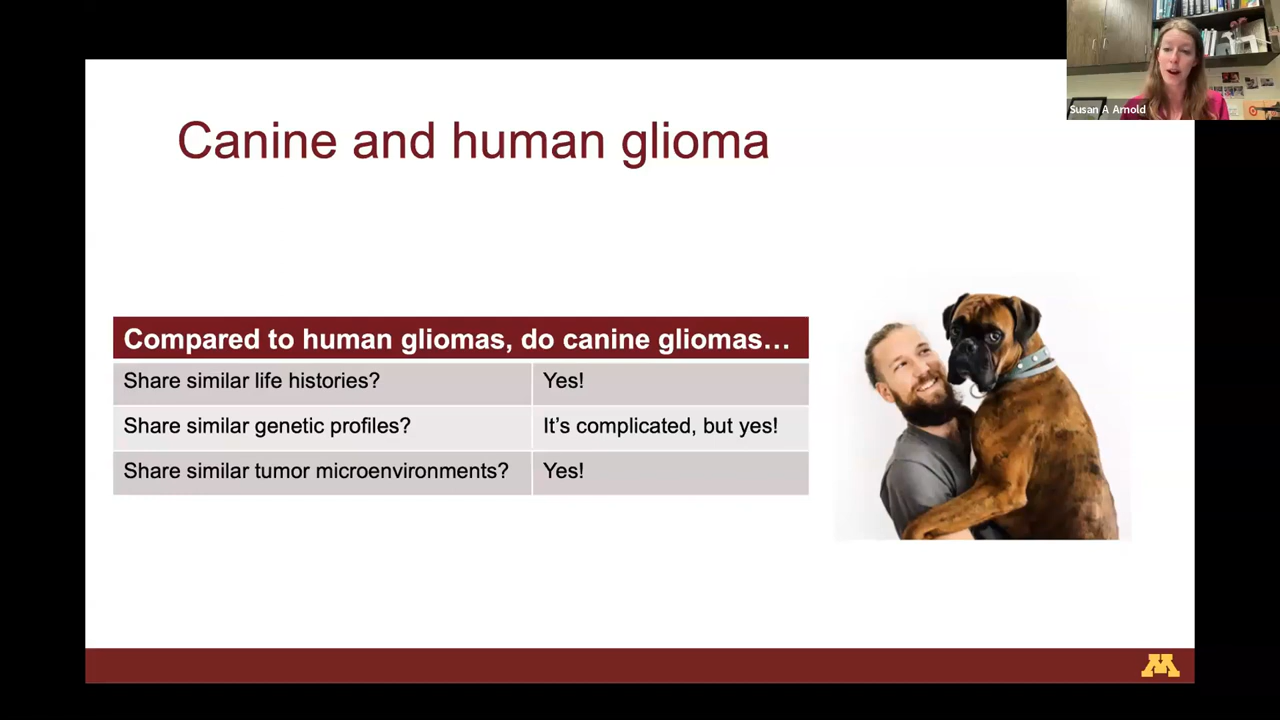 Susan A Arnold
Canine and human glioma
Compared to human gliomas, do canine gliomas…
Share similar life histories? Yes!
Share similar genetic profiles? It’s complicated, but yes!
Share similar tumor microenvironments? Yes!
M